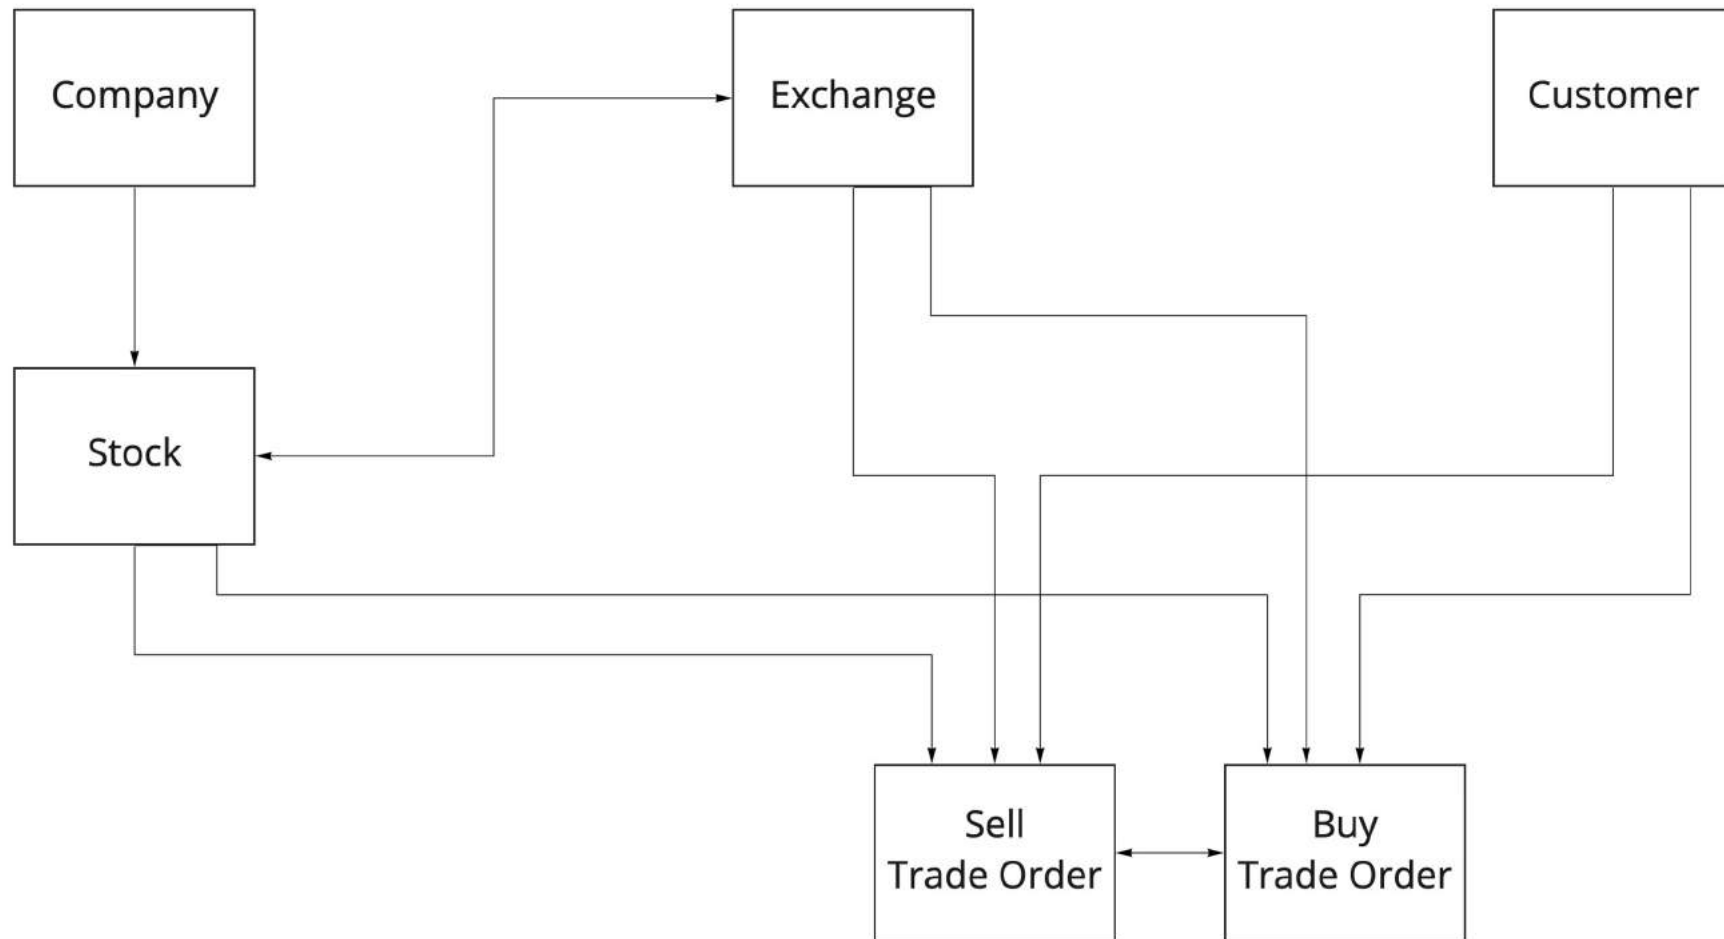 Company
Exchange
Customer
Stock
Sell
Trade Order
Buy
Trade Order